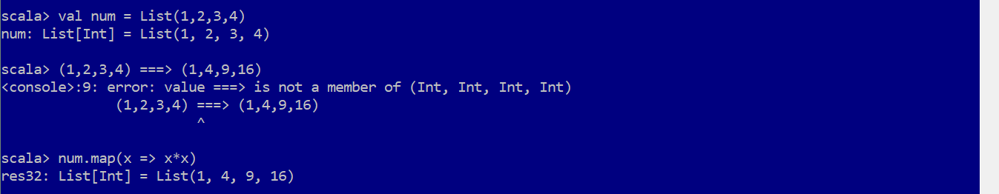 scala> val num = List(1,2,3,4)
num: List[Int] = List(1, 2, 3, 4)
scala> (1,2,3,4) ===> (1,4,9,16)
<console>:9: error: value ===> is not a member of (Int, Int, Int, Int)
(1,2,3,4) ===> (1,4,9,16)
^
scala> num.map(x => x*x)
res32: List[Int] = List(1, 4, 9, 16)